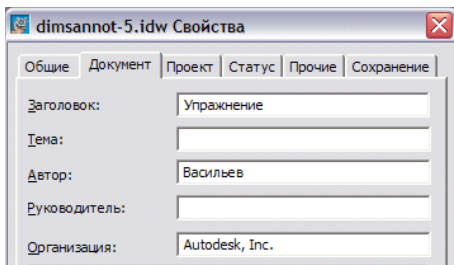 dimsannot-5.idw Свойства
Общие Документ Проект Статус Прочие Сохранение
Заголовок: Упражнение
Тема:
Автор: Васильев
Руководитель:
Организация: Autodesk, Inc.